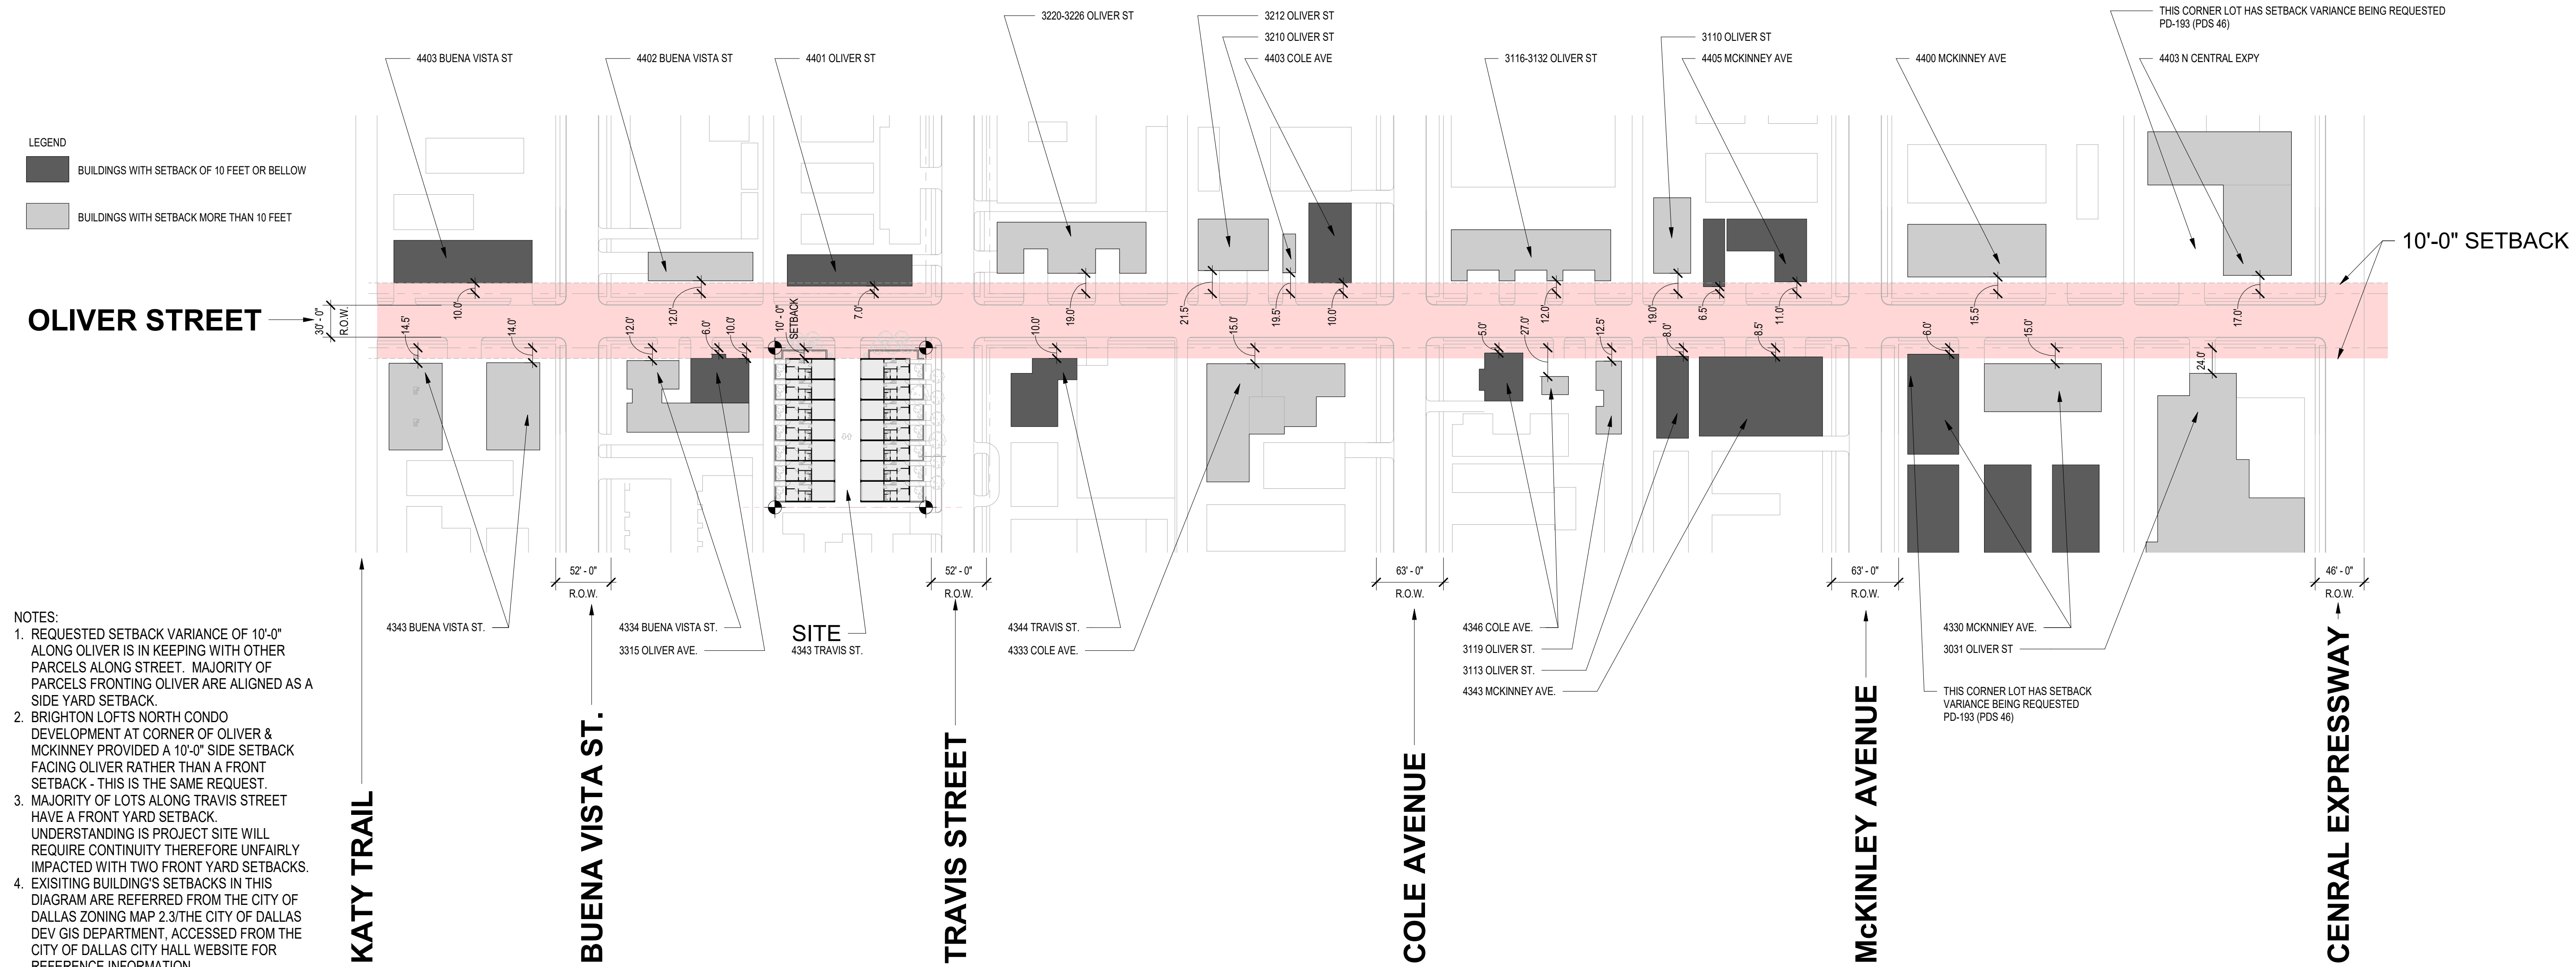 3220-3226 OLIVER ST
3212 OLIVER ST
THIS CORNER LOT HAS SETBACK VARIANCE BEING REQUESTED
PD-193 (PDS 46)
3210 OLIVER ST
3110 OLIVER ST
4403 BUENA VISTA ST
4402 BUENA VISTA ST
4401 OLIVER ST
4403 COLE AVE
3116-3132 OLIVER ST
4405 MCKINNEY AVE
4400 MCKINNEY AVE
4403 N CENTRAL EXPY
LEGEND
BUILDINGS WITH SETBACK OF 10 FEET OR BELLOW
BUILDINGS WITH SETBACK MORE THAN 10 FEET
10'-0" SETBACK
OLIVER STREET
30' - 0"
R.O.W.
10.0'
12.0'
7.0'
19.0'
21.5'
19.5'
10.0'
12.0'
19.0'
6.5'
11.0'
15.5'
17.0'
14.5'
14.0'
12.0'
6.0'
10.0'
10' - 0"
SETBACK
10.0'
15.0'
5.0'
27.0'
12.5'
8.0'
8.5'
6.0'
15.0'
24.0'
52' - 0"
R.O.W.
52' - 0"
R.O.W.
63' - 0"
R.O.W.
63' - 0"
R.O.W.
46' - 0"
R.O.W.
4343 BUENA VISTA ST.
4334 BUENA VISTA ST.
3315 OLIVER AVE.
SITE
4343 TRAVIS ST.
4344 TRAVIS ST.
4333 COLE AVE.
4346 COLE AVE.
3119 OLIVER ST.
3113 OLIVER ST.
4343 MCKINNEY AVE.
4330 MCKNNIEY AVE.
3031 OLIVER ST
THIS CORNER LOT HAS SETBACK
VARIANCE BEING REQUESTED
PD-193 (PDS 46)
NOTES:
1. REQUESTED SETBACK VARIANCE OF 10'-0"
ALONG OLIVER IS IN KEEPING WITH OTHER
PARCELS ALONG STREET. MAJORITY OF
PARCELS FRONTING OLIVER ARE ALIGNED AS A
SIDE YARD SETBACK.
2. BRIGHTON LOFTS NORTH CONDO
DEVELOPMENT AT CORNER OF OLIVER &
MCKINNEY PROVIDED A 10'-0" SIDE SETBACK
FACING OLIVER RATHER THAN A FRONT
SETBACK - THIS IS THE SAME REQUEST.
3. MAJORITY OF LOTS ALONG TRAVIS STREET
HAVE A FRONT YARD SETBACK.
UNDERSTANDING IS PROJECT SITE WILL
REQUIRE CONTINUITY THEREFORE UNFAIRLY
IMPACTED WITH TWO FRONT YARD SETBACKS.
4. EXISITING BUILDING'S SETBACKS IN THIS
DIAGRAM ARE REFERRED FROM THE CITY OF
DALLAS ZONING MAP 2.3/THE CITY OF DALLAS
DEV GIS DEPARTMENT, ACCESSED FROM THE
CITY OF DALLAS CITY HALL WEBSITE FOR
REFERENCE INFORMATION
KATY TRAIL
BUENA VISTA ST.
TRAVIS STREET
COLE AVENUE
McKINLEY AVENUE
CENRAL EXPRESSWAY